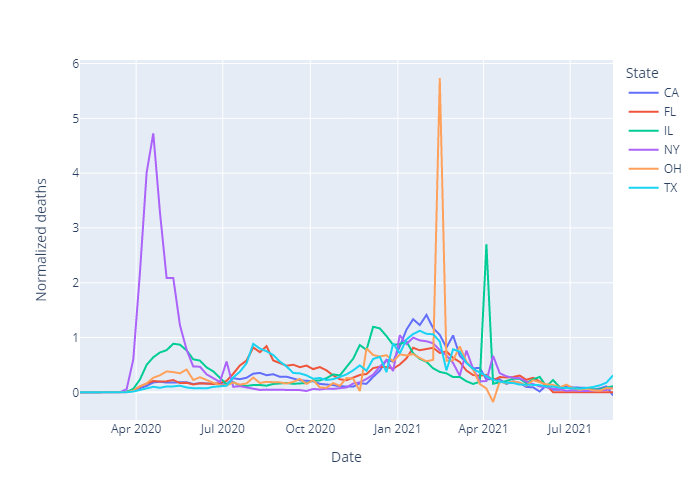 State
CA
FL
IL
NY
OH
TX
Normalized deaths
6
5
4
3
2
1
0
Apr 2020
Jul 2020
Oct 2020
Jan 2021
Apr 2021
Jul 2021
Date